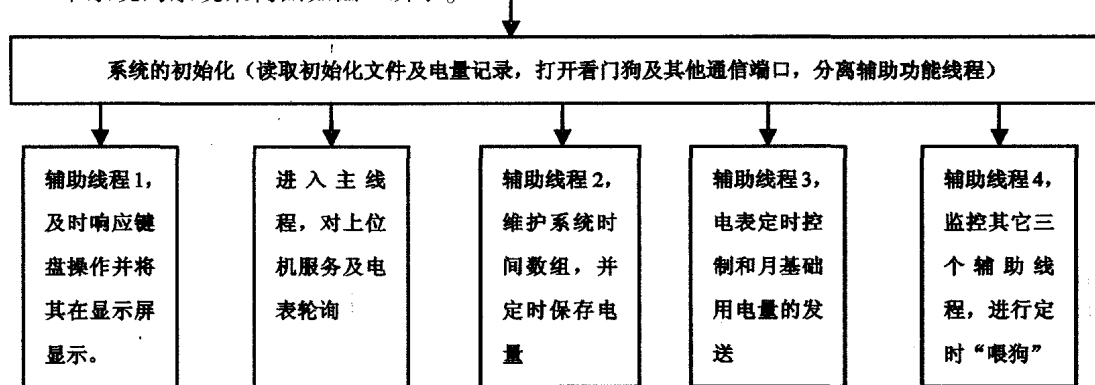 系统的初始化（读取初始化文件及电量记录，打开看门狗及其他通信端口，分离辅助功能线程）
辅助线程1，
及时响应键
盘操作并将
其在显示屏
显示。
进入主线
程，对上位
机服务及电
表轮询
辅助线程2，
维护系统时
间数组，并
定时保存电
量
辅助线程3，
电表定时控
制和月基础
用电量的发
送
辅助线程4，
监控其它三
个辅助线
程，进行定
时“喂狗”